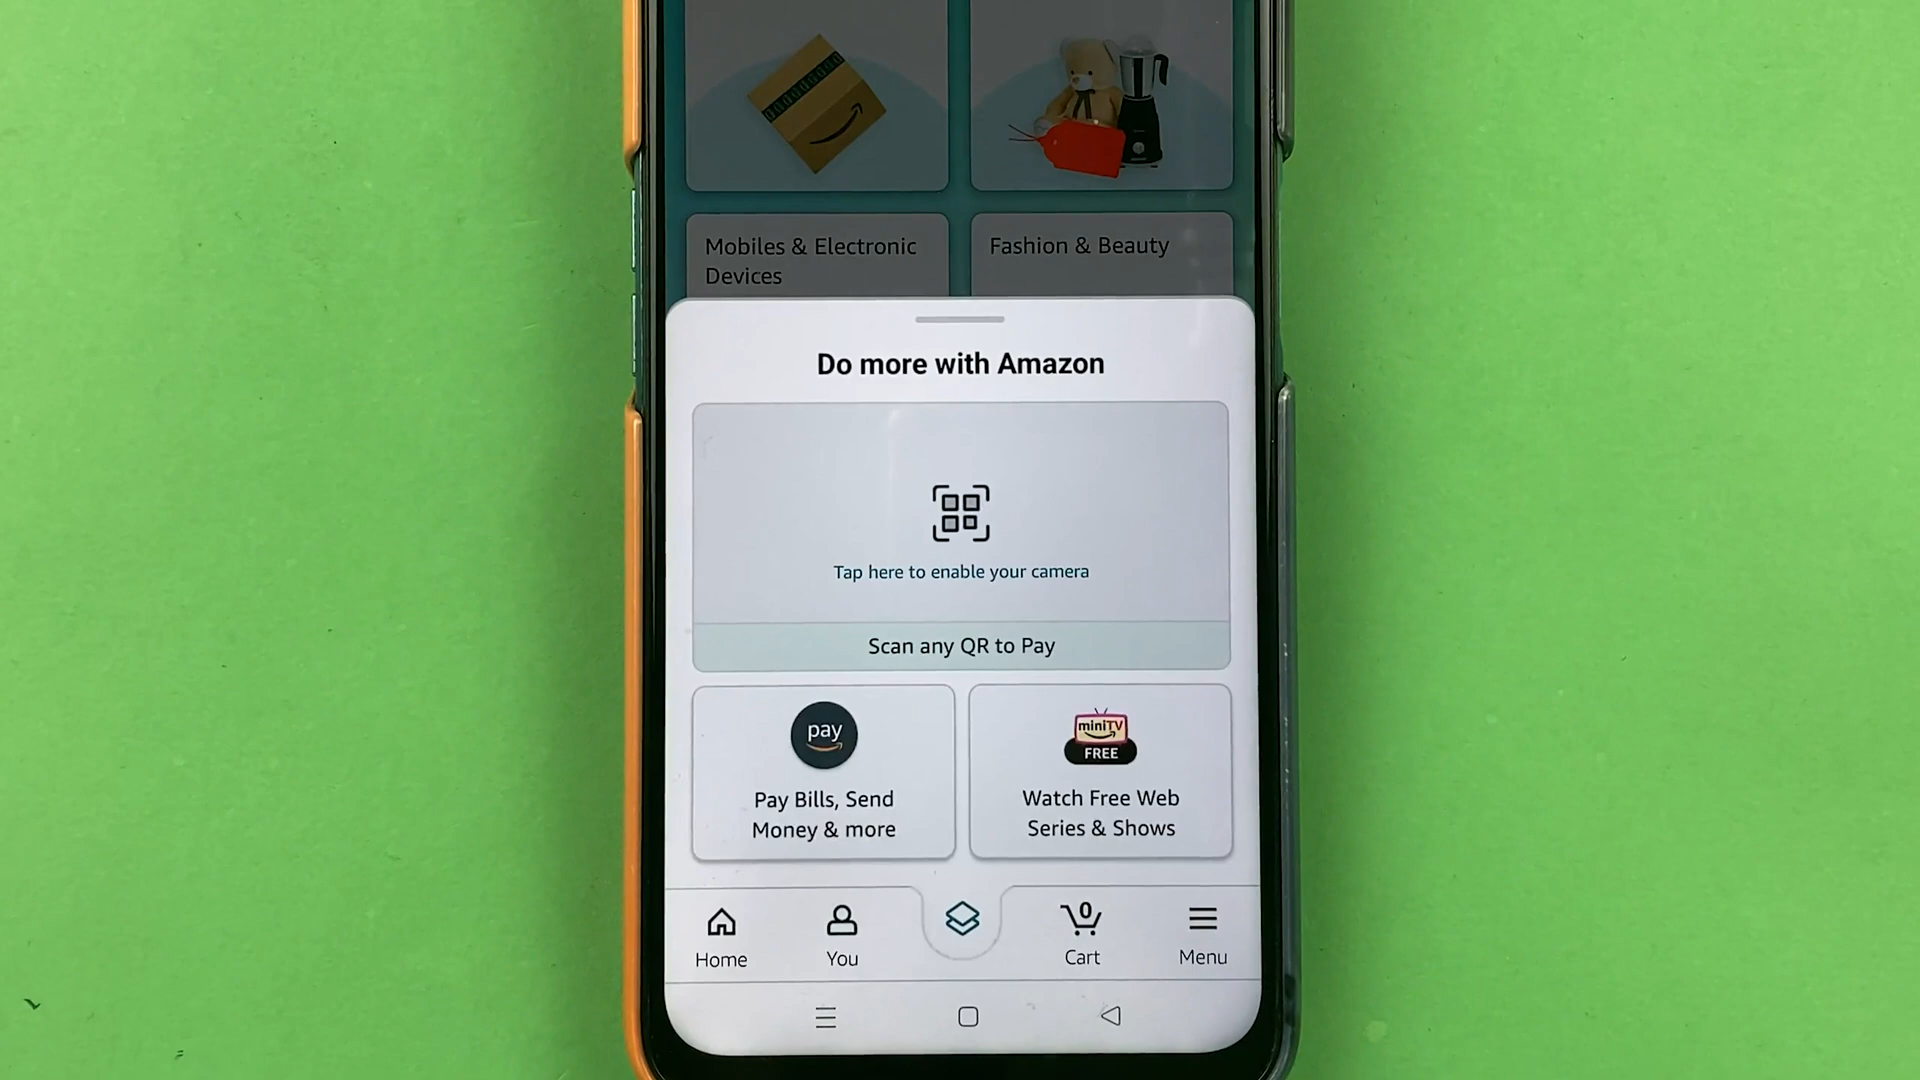 Mobiles & Electronic
Devices
Fashion & Beauty
Do more with Amazon
Tap here to enable your camera
Scan any QR to Pay
pay
Pay Bills, Send
Money & more
miniTV
FREE
Watch Free Web
Series & Shows
Home
You
0
Cart
Menu